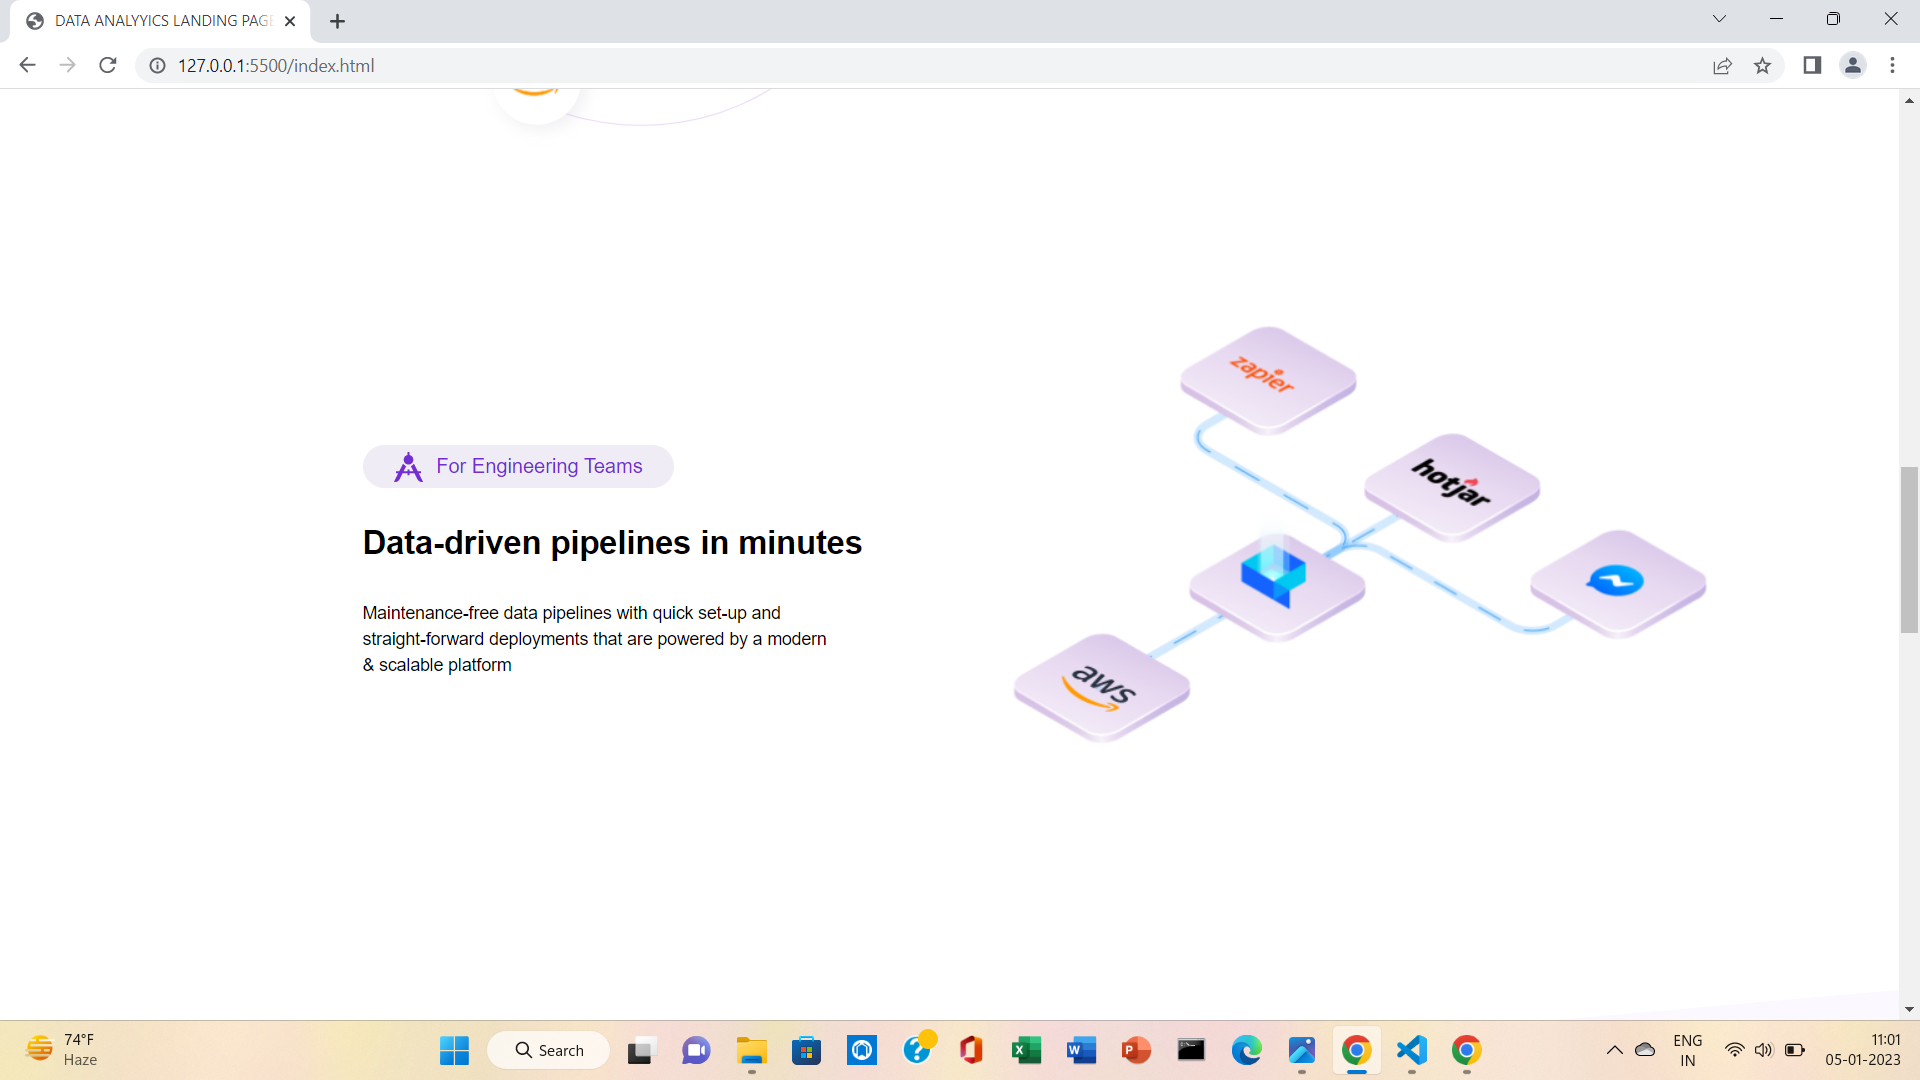 DATA ANALYYICS LANDING PAGE
127.0.0.1:5500/index.html
zapier
hotjar
For Engineering Teams
Data-driven pipelines in minutes
Maintenance-free data pipelines with quick set-up and
straight-forward deployments that are powered by a modern
& scalable platform
aws
74°F
Haze
Search
ENG
IN
11:01
05-01-2023